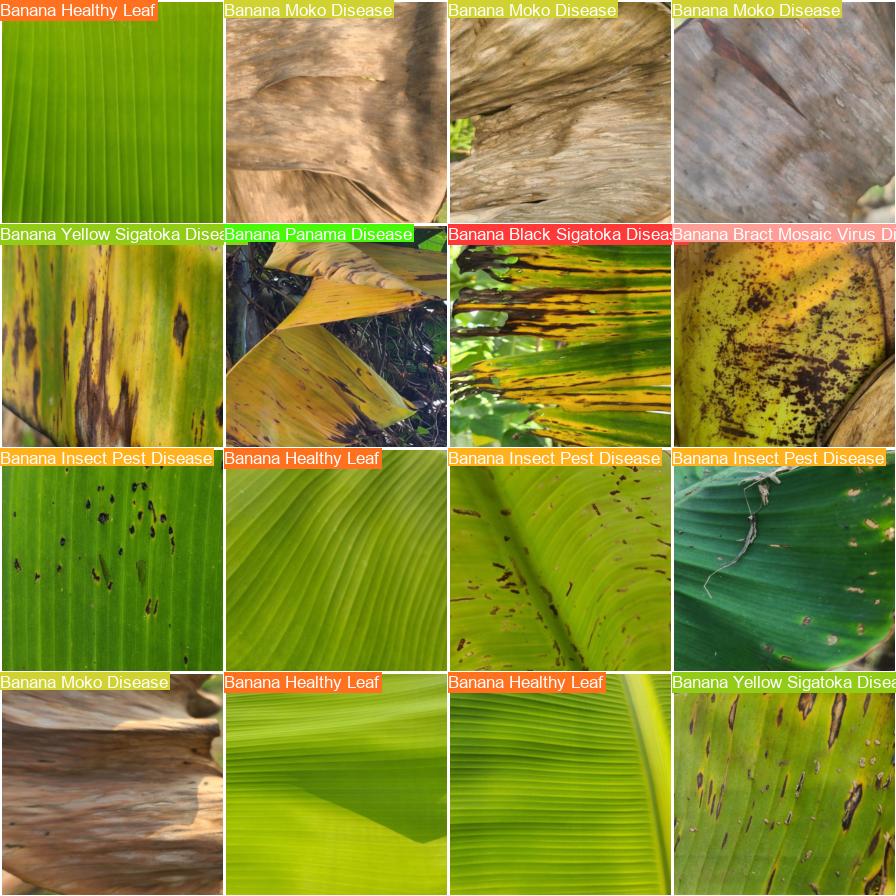 Banana Healthy Leaf
Banana Moko Disease
Banana Moko Disease
Banana Moko Disease
Banana Yellow Sigatoka Disea
Banana Panama Disease
Banana Black Sigatoka Diseas
Banana Bract Mosaic Virus Di
Banana Insect Pest Disease
Banana Healthy Leaf
Banana Insect Pest Disease
Banana Insect Pest Disease
Banana Moko Disease
Banana Healthy Leaf
Banana Healthy Leaf
Banana Yellow Sigatoka Disea